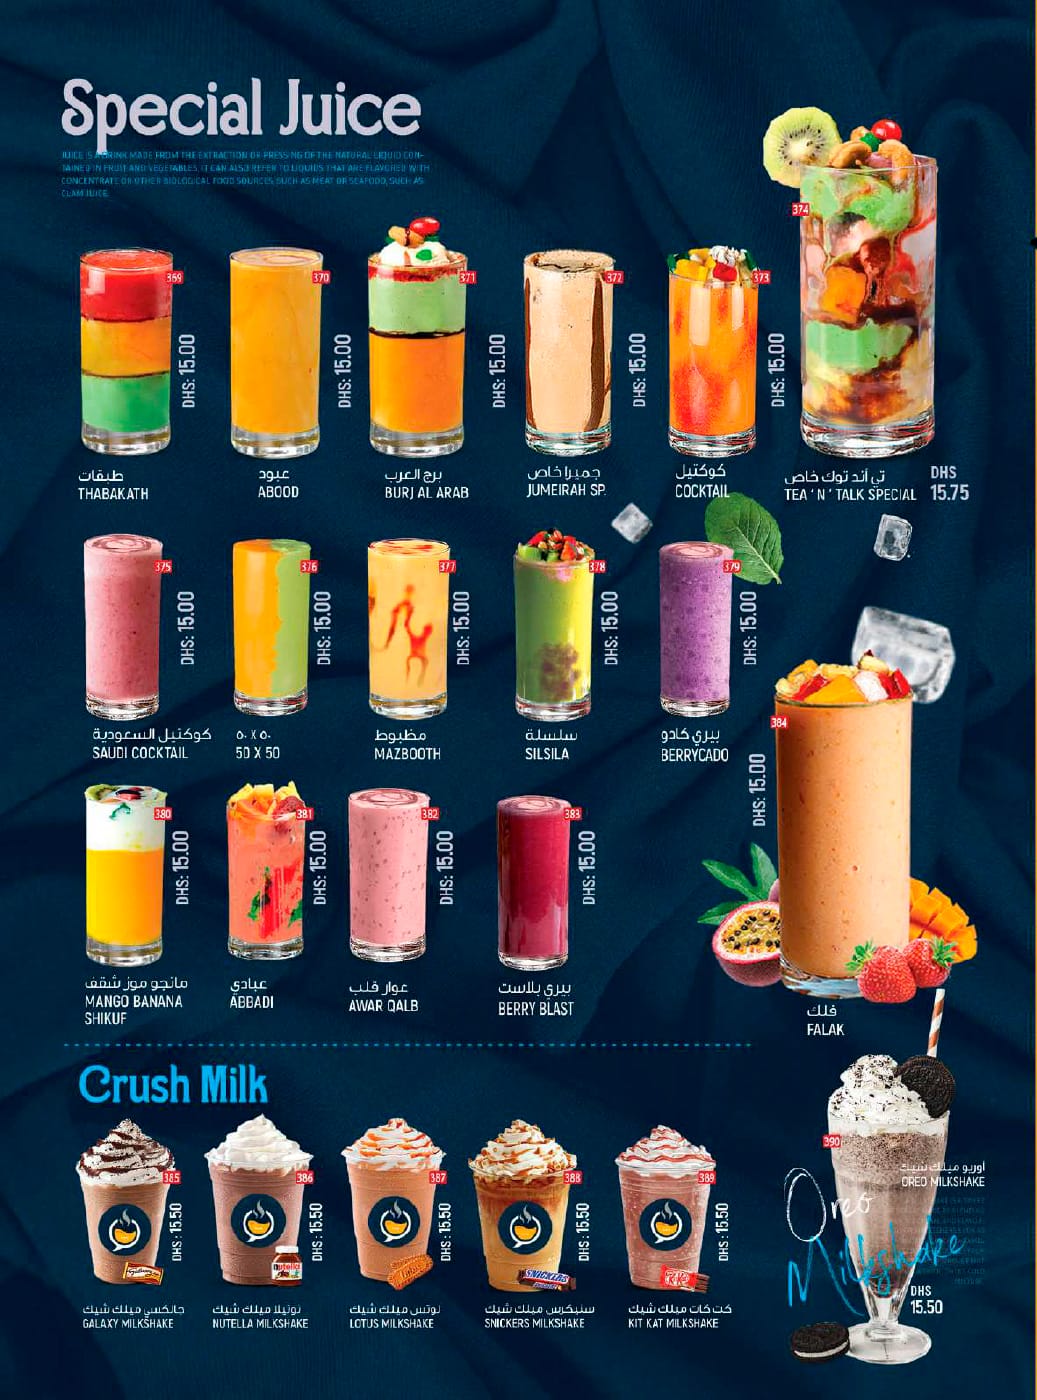 Special Juice
JUICE IS A DRINK MADE FROM THE EXTRACTION OR PRESSING OF THE NATURAL LIQUID CON-
TAINED IN FRUIT AND VEGETABLES. IT CAN ALSO REFER TO LIQUIDS THAT ARE FLAVORED WITH
CONCENTRATE OR OTHER BIOLOGICAL FOOD SOURCES, SUCH AS MEAT OR SEAFOOD, SUCH AS
CLAM JUICE.
369
DHS: 15.00
طبقات
THABAKATH
370
DHS: 15.00
عبود
ABOOD
371
DHS: 15.00
برج العرب
BURJ AL ARAB
372
DHS: 15.00
جميرا خاص
JUMEIRAH SP.
373
DHS: 15.00
كوكتيل
COCKTAIL
374
تي أند توك خاص
TEA ' N ' TALK SPECIAL
DHS
15.75
375
DHS: 15.00
كوكتيل السعودية
SAUDI COCKTAIL
376
DHS: 15.00
٥٠ X ٥٠
50 X 50
377
DHS: 15.00
مظبوط
MAZBOOTH
378
DHS: 15.00
سلسلة
SILSILA
379
DHS: 15.00
بيري كادو
BERRYCADO
380
DHS: 15.00
مانجو موز شقف
MANGO BANANA
SHIKUF
381
DHS: 15.00
عبادي
ABBADI
382
DHS: 15.00
عوار قلب
AWAR QALB
383
DHS: 15.00
بيري بلاست
BERRY BLAST
384
DHS: 15.00
فلك
FALAK
Crush Milk
385
DHS : 15.50
جالكسي ميلك شيك
GALAXY MILKSHAKE
386
nutella
DHS : 15.50
نوتيلا ميلك شيك
NUTELLA MILKSHAKE
387
DHS : 15.50
لوتس ميلك شيك
LOTUS MILKSHAKE
388
SNICKERS
DHS : 15.50
سنيكرس ميلك شيك
SNICKERS MILKSHAKE
389
KitKat
DHS : 15.50
كت كات ميلك شيك
KIT KAT MILKSHAKE
390
أوريو ميلك شيك
OREO MILKSHAKE
Oreo
Milkshake
DHS
15.50